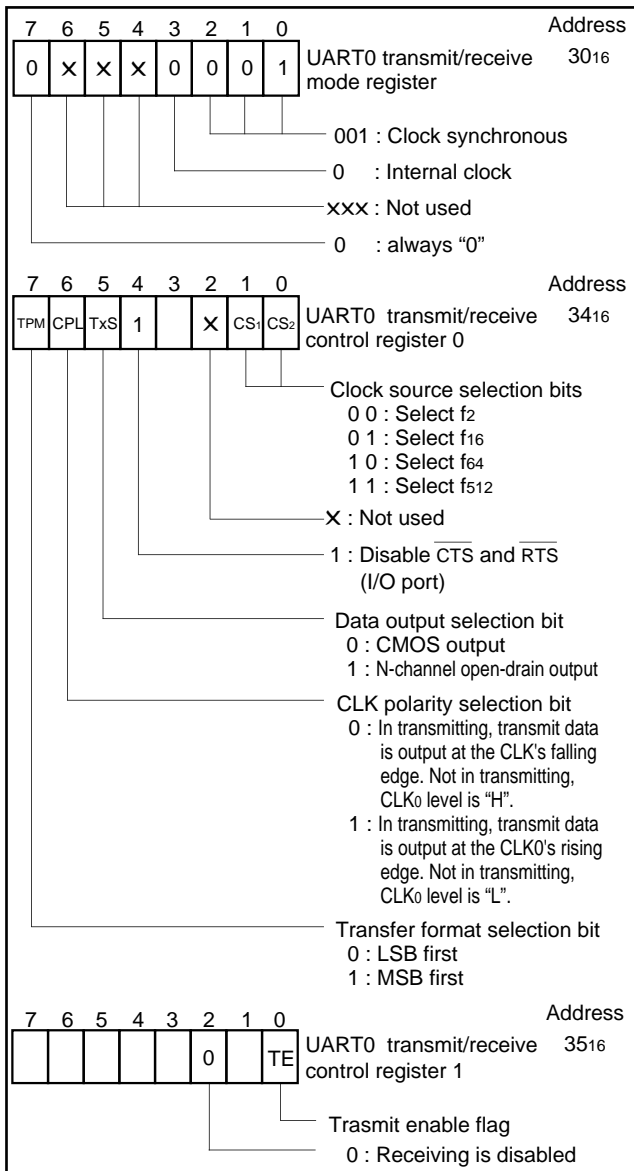 7 6 5 4 3 2 1 0 Address
0 × × × 0 0 0 1 UART0 transmit/receive 3016
mode register
001 : Clock synchronous
0 : Internal clock
××× : Not used
0 : always “0”
7 6 5 4 3 2 1 0 Address
TPM CPL TxS 1 × CS1 CS2 UART0 transmit/receive 3416
control register 0
Clock source selection bits
0 0 : Select f2
0 1 : Select f16
1 0 : Select f64
1 1 : Select f512
× : Not used
1 : Disable CTS and RTS
(I/O port)
Data output selection bit
0 : CMOS output
1 : N-channel open-drain output
CLK polarity selection bit
0 : In transmitting, transmit data
is output at the CLK's falling
edge. Not in transmitting,
CLK0 level is “H”.
1 : In transmitting, transmit data
is output at the CLK0's rising
edge. Not in transmitting,
CLK0 level is “L”.
Transfer format selection bit
0 : LSB first
1 : MSB first
7 6 5 4 3 2 1 0 Address
0 TE UART0 transmit/receive 3516
control register 1
Trasmit enable flag
0 : Receiving is disabled